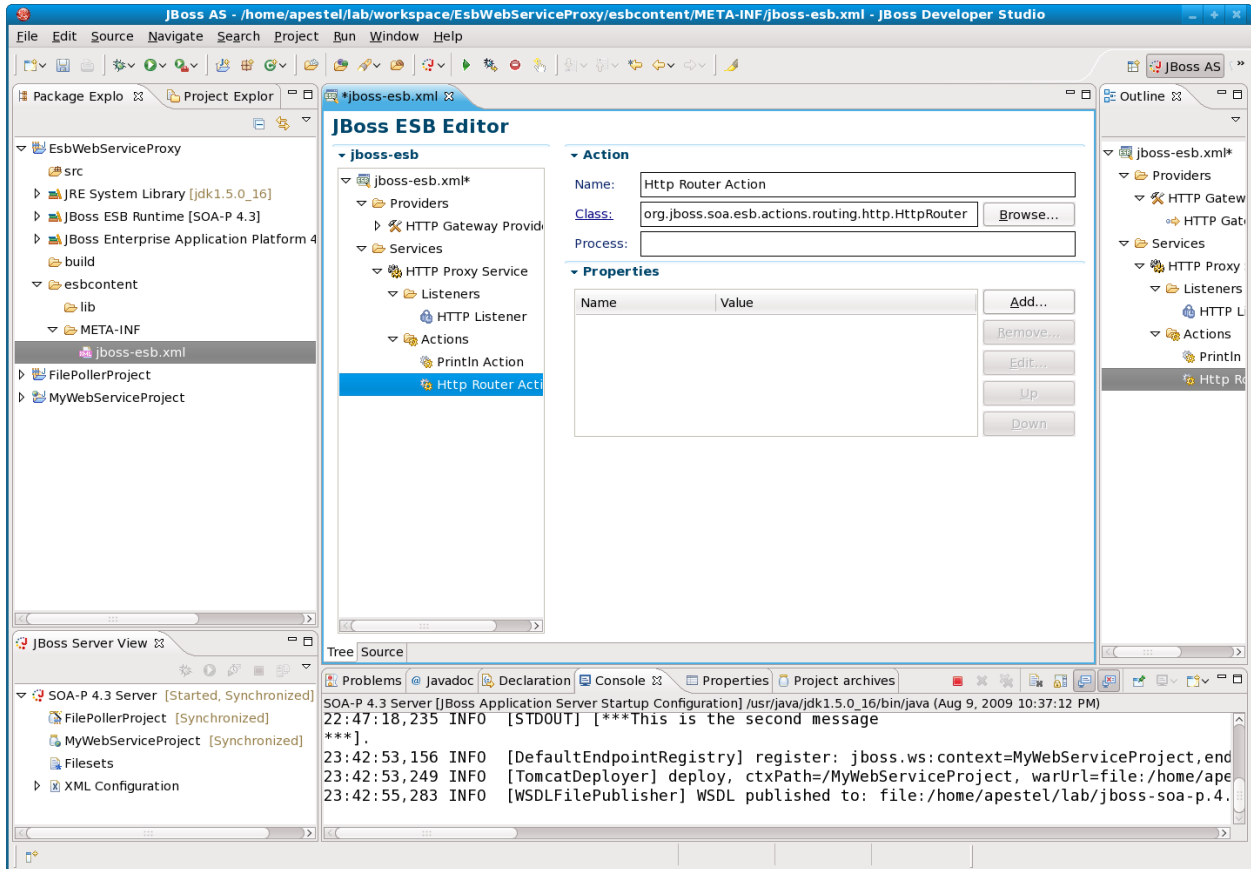 JBoss AS - /home/apestel/lab/workspace/EsbWebServiceProxy/esbcontent/META-INF/jboss-esb.xml - JBoss Developer Studio
File Edit Source Navigate Search Project Run Window Help
JBoss AS
Package Explo
Project Explor
EsbWebServiceProxy
src
JRE System Library [jdk1.5.0_16]
JBoss ESB Runtime [SOA-P 4.3]
JBoss Enterprise Application Platform 4
build
esbcontent
lib
META-INF
jboss-esb.xml
FilePollerProject
MyWebServiceProject
*jboss-esb.xml
JBoss ESB Editor
jboss-esb
jboss-esb.xml*
Providers
HTTP Gateway Provid
Services
HTTP Proxy Service
Listeners
HTTP Listener
Actions
Println Action
Http Router Acti
Action
Name: Http Router Action
Class: org.jboss.soa.esb.actions.routing.http.HttpRouter Browse...
Process:
Properties
Name Value
Add...
Remove...
Edit...
Up
Down
Tree Source
Outline
jboss-esb.xml*
Providers
HTTP Gatew
HTTP Gat
Services
HTTP Proxy
Listeners
HTTP L
Actions
Println
Http Ro
JBoss Server View
SOA-P 4.3 Server [Started, Synchronized]
FilePollerProject [Synchronized]
MyWebServiceProject [Synchronized]
Filesets
XML Configuration
Problems @ Javadoc Declaration Console Properties Project archives
SOA-P 4.3 Server [JBoss Application Server Startup Configuration] /usr/java/jdk1.5.0_16/bin/java (Aug 9, 2009 10:37:12 PM)
22:47:18,235 INFO [STDOUT] [***This is the second message
***].
23:42:53,156 INFO [DefaultEndpointRegistry] register: jboss.ws:context=MyWebServiceProject,end
23:42:53,249 INFO [TomcatDeployer] deploy, ctxPath=/MyWebServiceProject, warUrl=file:/home/ape
23:42:55,283 INFO [WSDLFilePublisher] WSDL published to: file:/home/apestel/lab/jboss-soa-p.4.